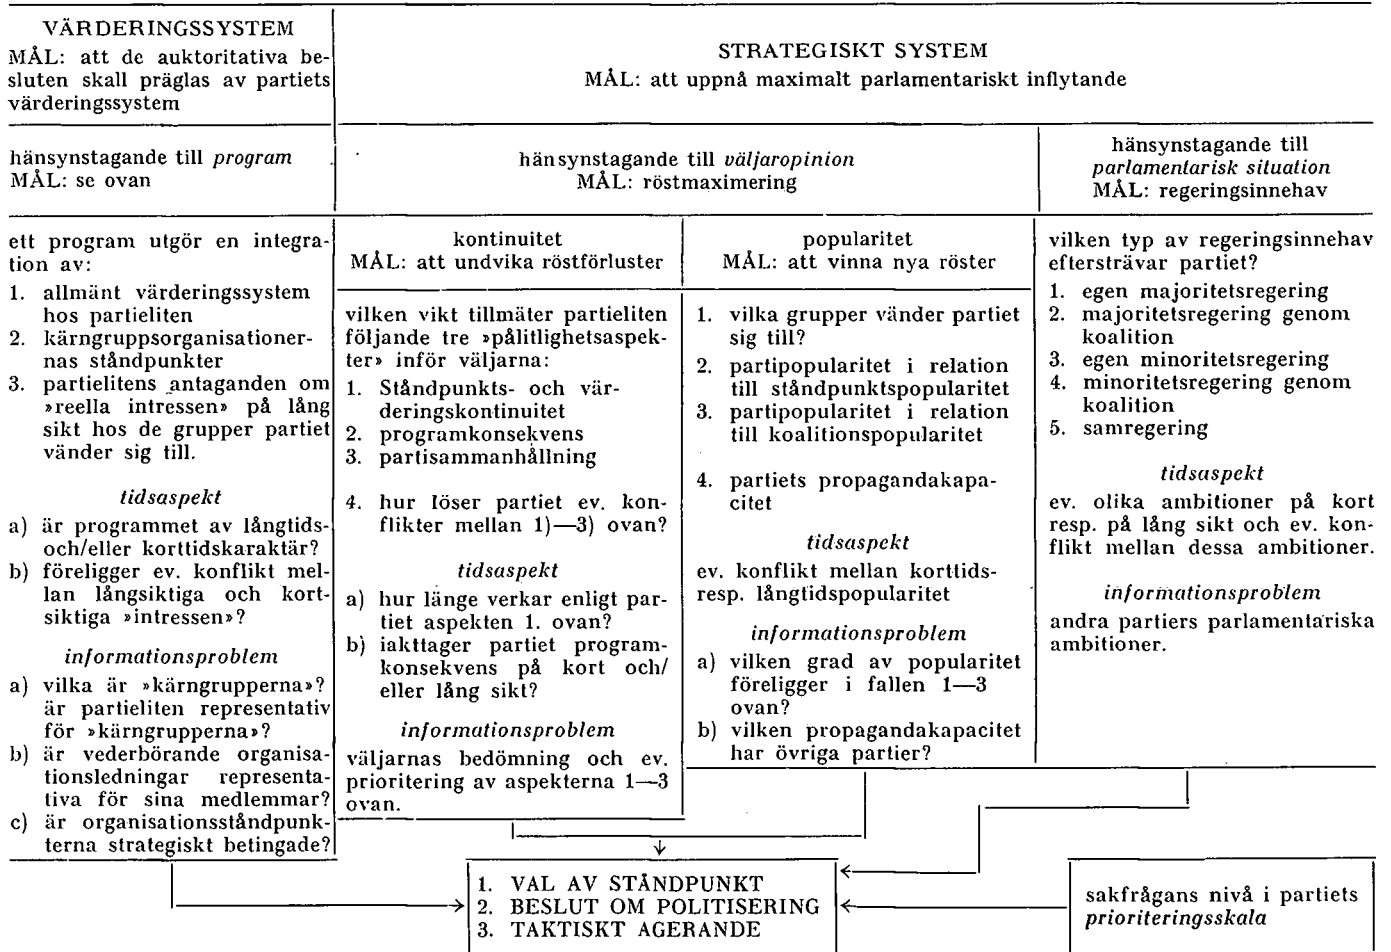 VÄRDERINGSSYSTEM
MÅL: att de auktoritativa be-
sluten skall präglas av partiets
värderingssystem
STRATEGISKT SYSTEM
MÅL: att uppnå maximalt parlamentariskt inflytande
hänsynstagande till program
MÅL: se ovan
hänsynstagande till väljaropinion
MÅL: röstmaximering
hänsynstagande till
parlamentarisk situation
MÅL: regeringsinnehav
ett program utgör en integra-
tion av:
1. allmänt värderingssystem
hos partieliten
2. kärngruppsorganisationer-
nas ståndpunkter
3. partielitens antaganden om
»reella intressen» på lång
sikt hos de grupper partiet
vänder sig till.
tidsaspekt
a) är programmet av långtids-
och/eller korttidskaraktär?
b) föreligger ev. konflikt mel-
lan långsiktiga och kort-
siktiga »intressen»?
informationsproblem
a) vilka är »kärngrupperna»?
är partieliten representativ
för »kärngrupperna»?
b) är vederbörande organisa-
tionsledningar representa-
tiva för sina medlemmar?
c) är organisationsståndpunk-
terna strategiskt betingade?
kontinuitet
MÅL: att undvika röstförluster
vilken vikt tillmäter partieliten
följande tre »pålitlighetsaspek-
ter» inför väljarna:
1. Ståndpunkts- och vär-
deringskontinuitet
2. programkonsekvens
3. partisammanhållning
4. hur löser partiet ev. kon-
flikter mellan 1)—3) ovan?
tidsaspekt
a) hur länge verkar enligt par-
tiet aspekten 1. ovan?
b) iakttager partiet program-
konsekvens på kort och/
eller lång sikt?
informationsproblem
väljarnas bedömning och ev.
prioritering av aspekterna 1—3
ovan.
popularitet
MÅL: att vinna nya röster
1. vilka grupper vänder partiet
sig till?
2. partipopularitet i relation
till ståndpunktspopularitet
3. partipopularitet i relation
till koalitionspopularitet
4. partiets propagandakapa-
citet
tidsaspekt
ev. konflikt mellan korttids-
resp. långtidspopularitet
informationsproblem
a) vilken grad av popularitet
föreligger i fallen 1—3
ovan?
b) vilken propagandakapacitet
har övriga partier?
vilken typ av regeringsinnehav
eftersträvar partiet?
1. egen majoritetsregering
2. majoritetsregering genom
koalition
3. egen minoritetsregering
4. minoritetsregering genom
koalition
5. samregering
tidsaspekt
ev. olika ambitioner på kort
resp. på lång sikt och ev. kon-
flikt mellan dessa ambitioner.
informationsproblem
andra partiers parlamentariska
ambitioner.
1. VAL AV STÅNDPUNKT
2. BESLUT OM POLITISERING
3. TAKTISKT AGERANDE
sakfrågans nivå i partiets
prioriteringsskala